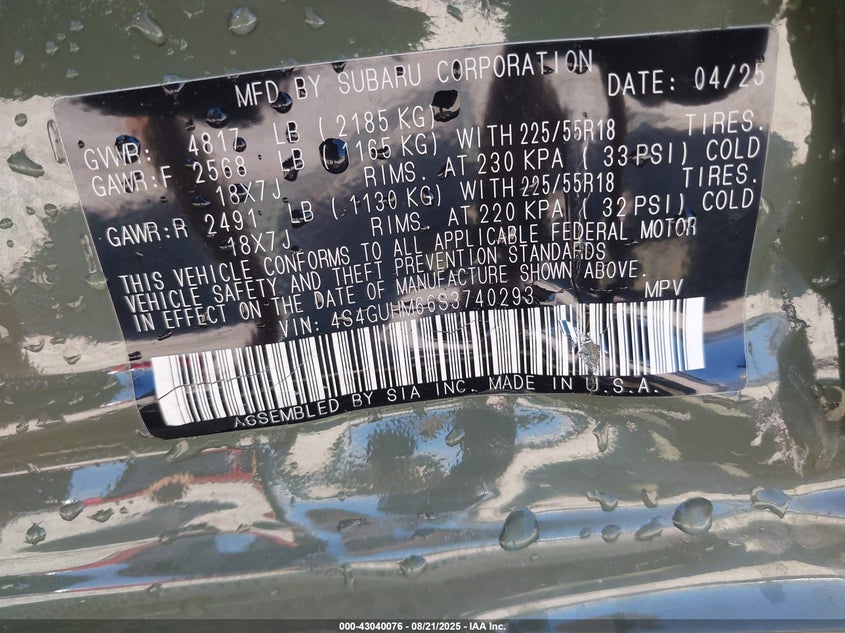 MFD BY SUBARU CORPORATION DATE: 04/25
GVWR: 4817 LB (2185 KG)
GAWR:F 2568 LB (1165 KG) WITH 225/55R18 TIRES.
18X7J RIMS. AT 230 KPA (33 PSI) COLD
GAWR:R 2491 LB (1130 KG) WITH 225/55R18 TIRES.
18X7J RIMS. AT 220 KPA (32 PSI) COLD
THIS VEHICLE CONFORMS TO ALL APPLICABLE FEDERAL MOTOR
VEHICLE SAFETY AND THEFT PREVENTION STANDARDS
IN EFFECT ON THE DATE OF MANUFACTURE SHOWN ABOVE.
VIN: 4S4GUHM66S3740293 MPV
ASSEMBLED BY SIA INC. MADE IN U.S.A.
000-43040076 - 08/21/2025 - IAA Inc.